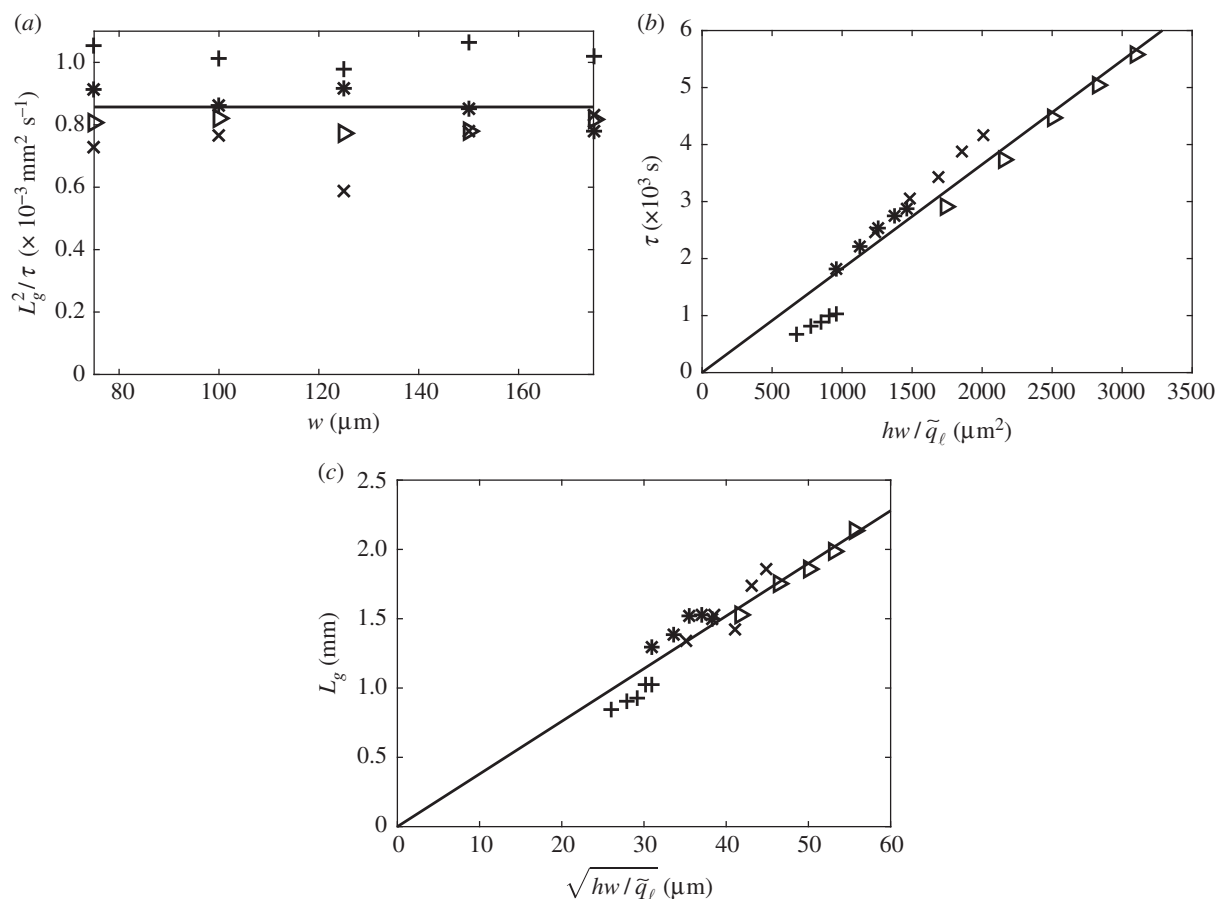 (a)
1.0
0.8
0.6
0.4
0.2
0
80 100 120 140 160
w (μm)
L_g^2/τ (× 10^−3 mm^2 s^−1)
(b)
6
5
4
3
2
1
0
0 500 1000 1500 2000 2500 3000 3500
hw/q̃_ℓ (μm^2)
τ (×10^3 s)
(c)
2.5
2.0
1.5
1.0
0.5
0
0 10 20 30 40 50 60
√hw/q̃_ℓ (μm)
L_g (mm)